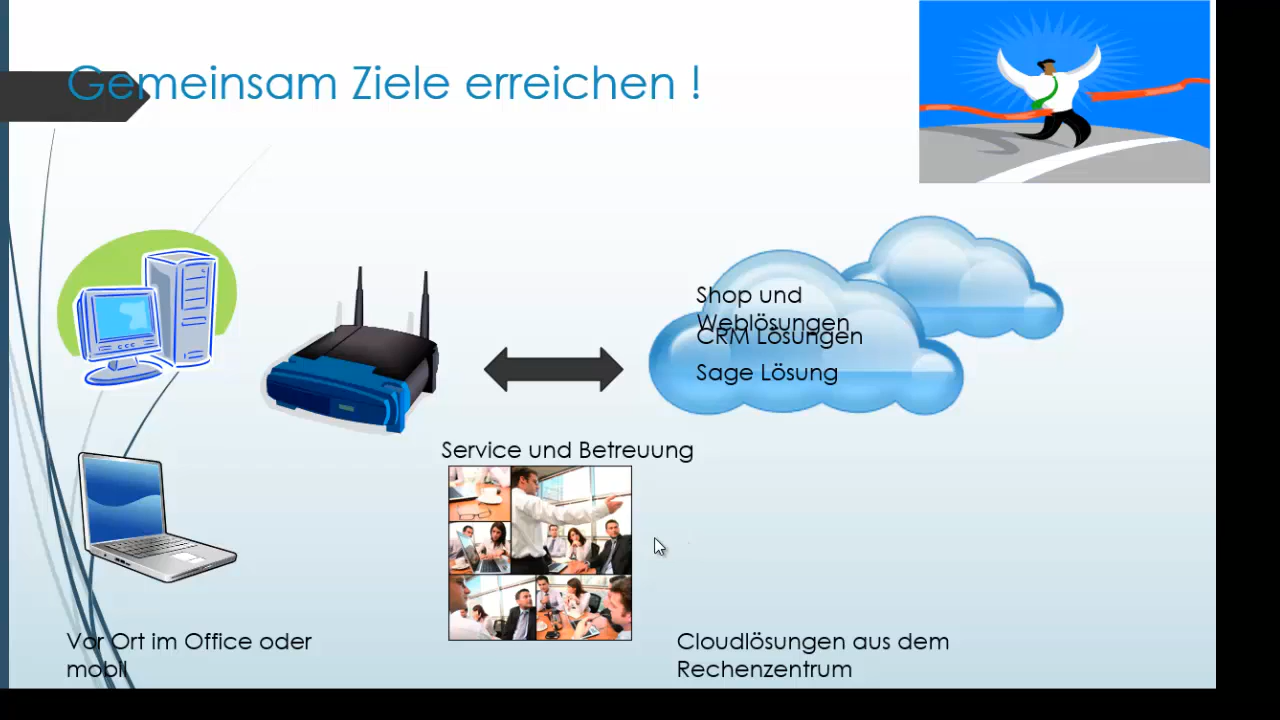 Gemeinsam Ziele erreichen !
Shop und
Weblösungen
CRM Lösungen
Sage Lösung
Service und Betreuung
Vor Ort im Office oder
mobil
Cloudlösungen aus dem
Rechenzentrum